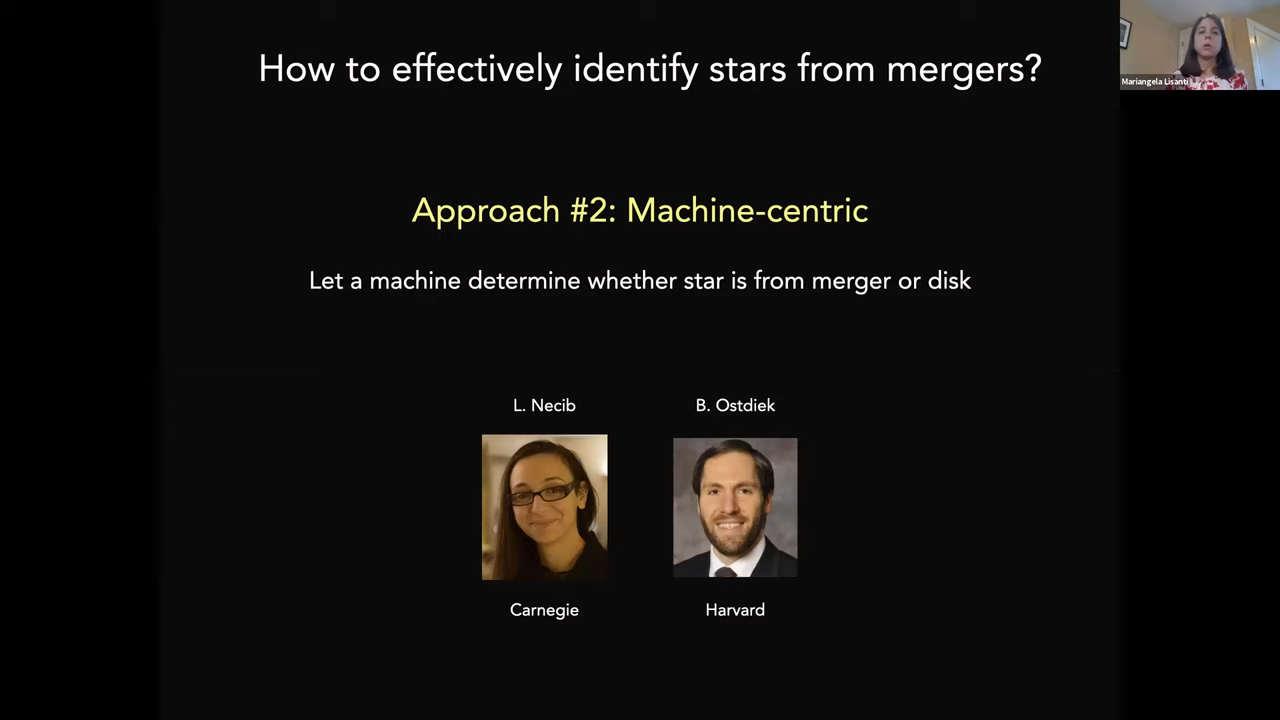 How to effectively identify stars from mergers?
Mariangela Lisanti
Approach #2: Machine-centric
Let a machine determine whether star is from merger or disk
L. Necib
B. Ostdiek
Carnegie
Harvard